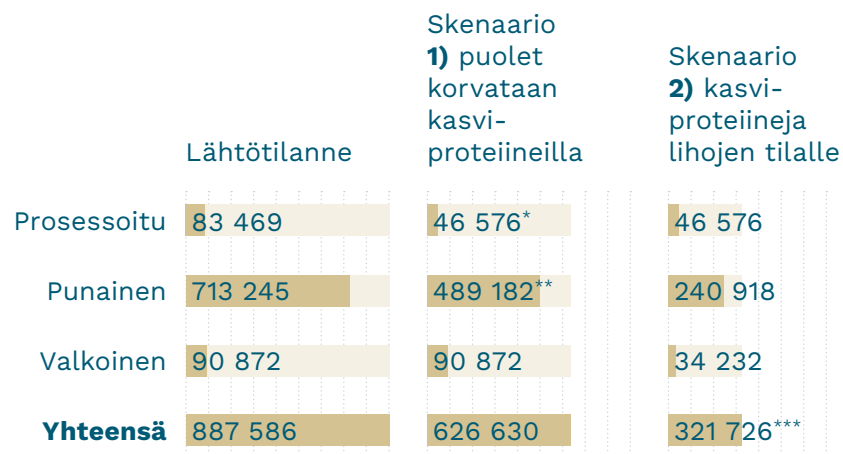 Lähtötilanne
Skenaario
1) puolet
korvataan
kasvi-
proteiineilla
Skenaario
2) kasvi-
proteiineja
lihojen tilalle
Prosessoitu 83 469 46 576* 46 576
Punainen 713 245 489 182** 240 918
Valkoinen 90 872 90 872 34 232
Yhteensä 887 586 626 630 321 726***